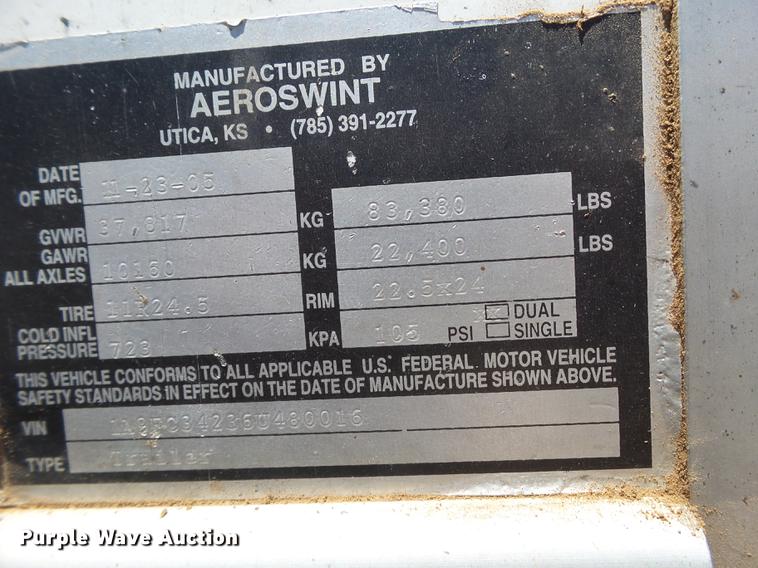 MANUFACTURED BY
AEROSWINT
UTICA, KS • (785) 391-2277
DATE OF MFG. 11-23-05
GVWR 37,817 KG 83,380 LBS
GAWR ALL AXLES 10160 KG 22,400 LBS
TIRE 11R24.5 RIM 22.5x24
COLD INFL PRESSURE 723 KPA 105 PSI xx DUAL SINGLE
THIS VEHICLE CONFORMS TO ALL APPLICABLE U.S. FEDERAL MOTOR VEHICLE
SAFETY STANDARDS IN EFFECT ON THE DATE OF MANUFACTURE SHOWN ABOVE.
VIN
TYPE Trailer
Purple Wave Auction